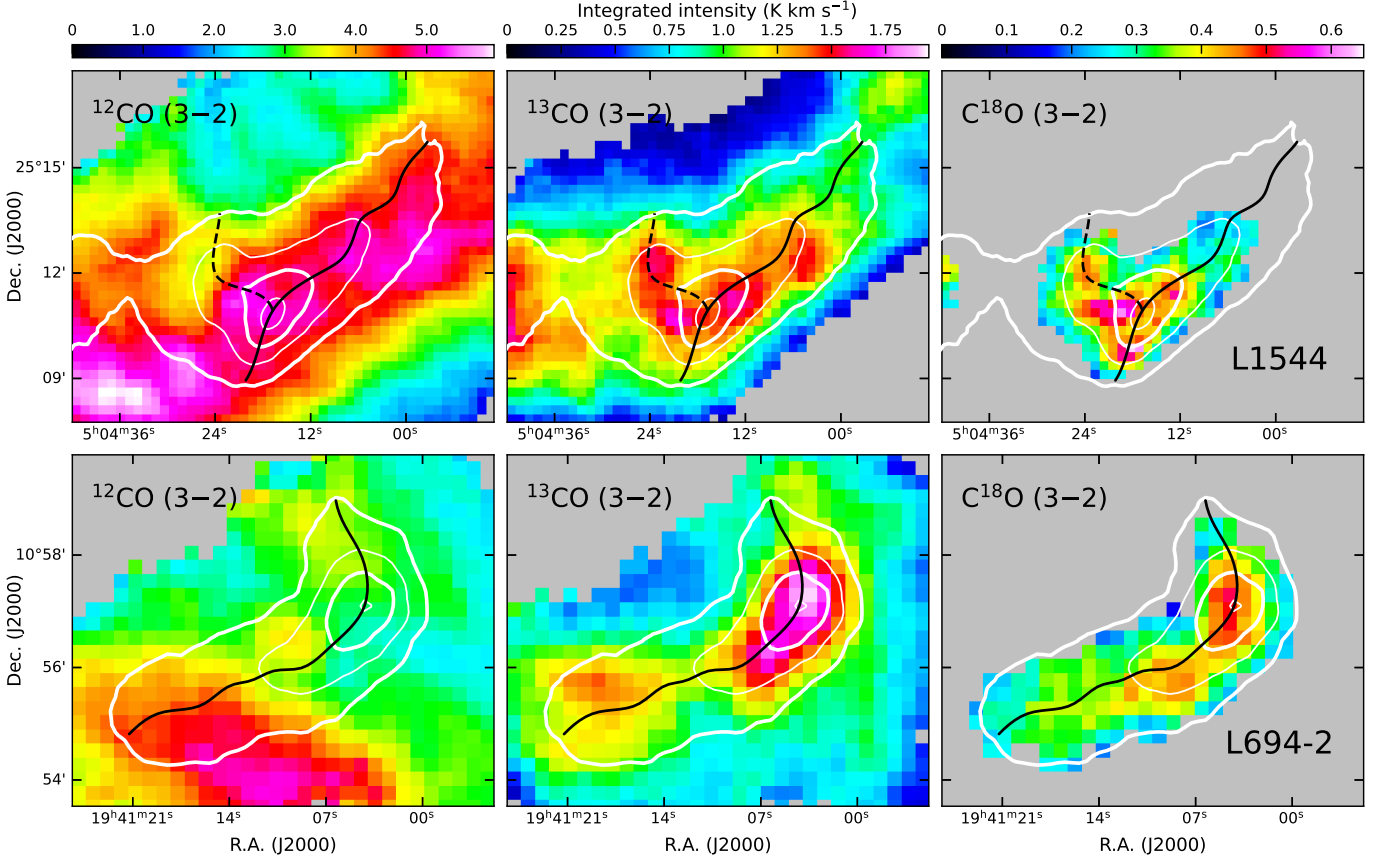 Integrated intensity (K km s⁻¹)
0 1.0 2.0 3.0 4.0 5.0
0 0.25 0.5 0.75 1.0 1.25 1.5 1.75
0 0.1 0.2 0.3 0.4 0.5 0.6
¹²CO (3−2)
¹³CO (3−2)
C¹⁸O (3−2)
Dec. (J2000)
25°15'
12'
09'
L1544
5ʰ04ᵐ36ˢ 24ˢ 12ˢ 00ˢ
5ʰ04ᵐ36ˢ 24ˢ 12ˢ 00ˢ
5ʰ04ᵐ36ˢ 24ˢ 12ˢ 00ˢ
¹²CO (3−2)
¹³CO (3−2)
C¹⁸O (3−2)
Dec. (J2000)
10°58'
56'
54'
L694-2
19ʰ41ᵐ21ˢ 14ˢ 07ˢ 00ˢ
19ʰ41ᵐ21ˢ 14ˢ 07ˢ 00ˢ
19ʰ41ᵐ21ˢ 14ˢ 07ˢ 00ˢ
R.A. (J2000)
R.A. (J2000)
R.A. (J2000)